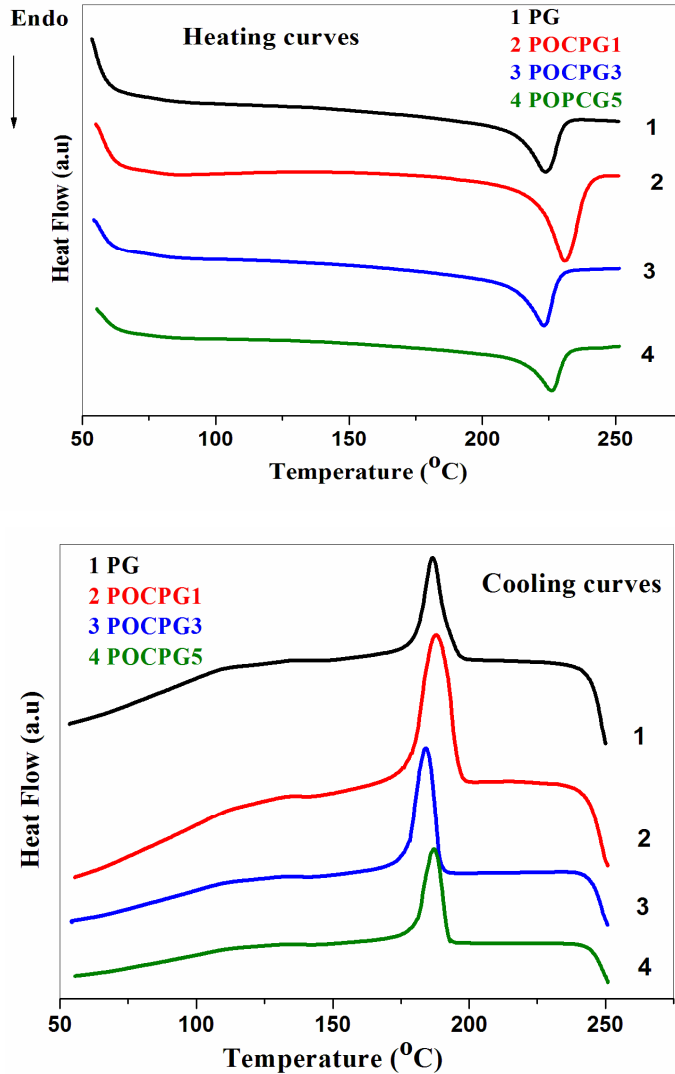 Endo
Heating curves
1 PG
2 POCPG1
3 POCPG3
4 POPCG5
1
2
3
4
Heat Flow (a.u)
50 100 150 200 250
Temperature (°C)
1 PG
2 POCPG1
3 POCPG3
4 POCPG5
Cooling curves
1
2
3
4
Heat Flow (a.u)
50 100 150 200 250
Temperature (°C)